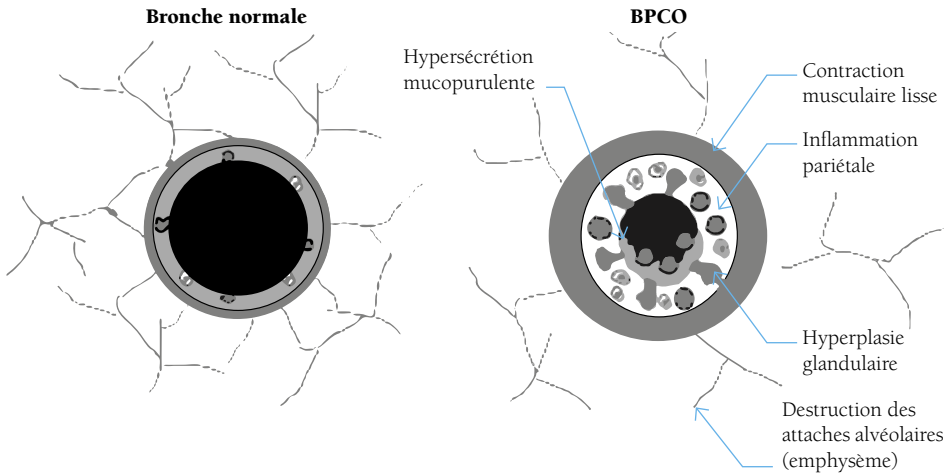 Bronche normale
BPCO
Hypersécrétion
mucopurulente
Contraction
musculaire lisse
Inflammation
pariétale
Hyperplasie
glandulaire
Destruction des
attaches alvéolaires
(emphysème)